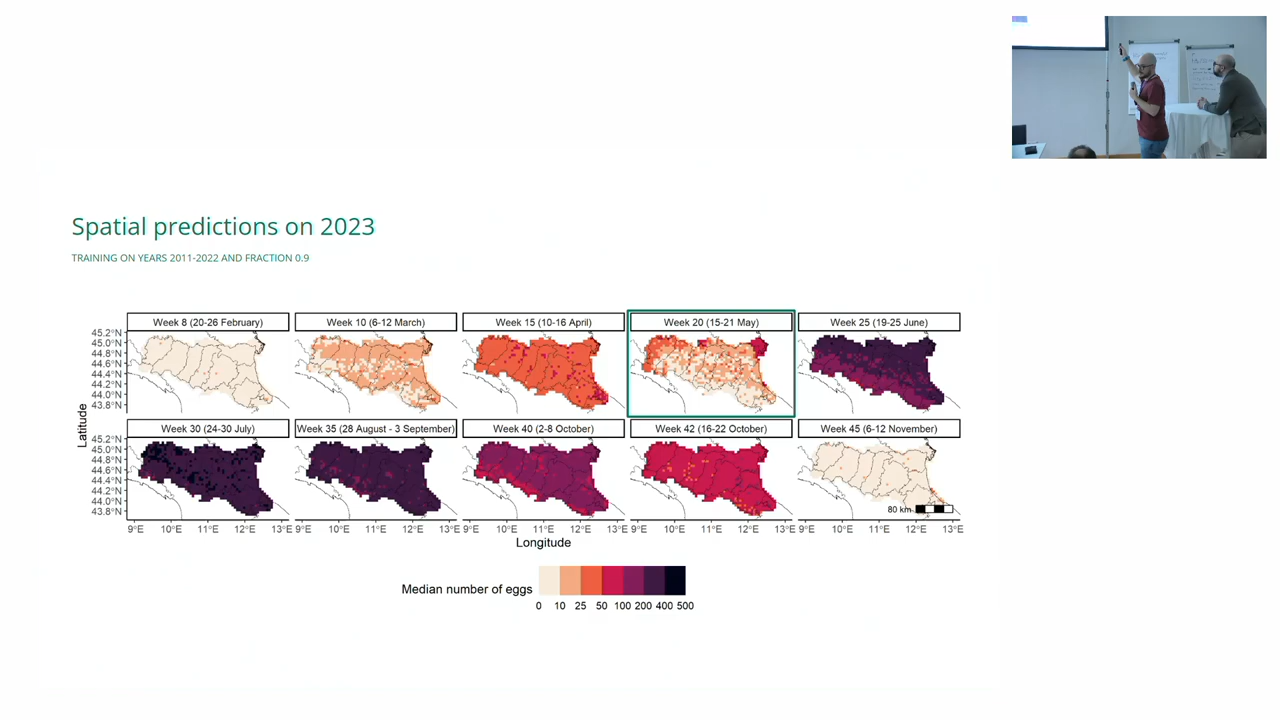 Spatial predictions on 2023
TRAINING ON YEARS 2011-2022 AND FRACTION 0.9
Week 8 (20-26 February)
Week 10 (6-12 March)
Week 15 (10-16 April)
Week 20 (15-21 May)
Week 25 (19-25 June)
45.2°N
45.0°N
44.8°N
44.6°N
44.4°N
44.2°N
44.0°N
43.8°N
Latitude
Week 30 (24-30 July)
Week 35 (28 August - 3 September)
Week 40 (2-8 October)
Week 42 (16-22 October)
Week 45 (6-12 November)
45.2°N
45.0°N
44.8°N
44.6°N
44.4°N
44.2°N
44.0°N
43.8°N
80 km
9°E 10°E 11°E 12°E 13°E 9°E 10°E 11°E 12°E 13°E 9°E 10°E 11°E 12°E 13°E 9°E 10°E 11°E 12°E 13°E 9°E 10°E 11°E 12°E 13°E
Longitude
Median number of eggs
0 10 25 50 100 200 400 500